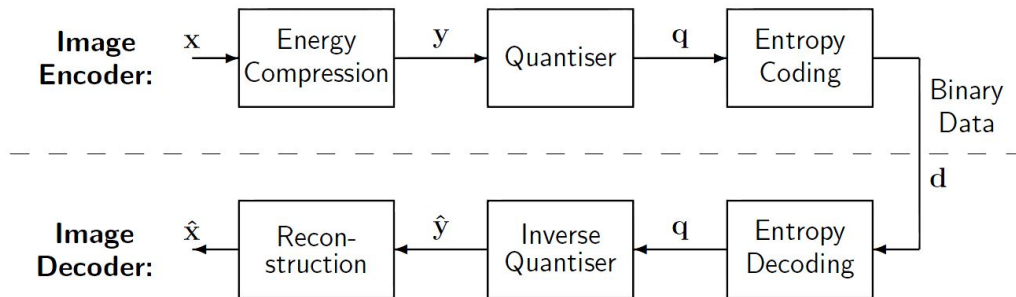 Image
Encoder:
x
Energy
Compression
y
Quantiser
q
Entropy
Coding
Binary
Data
d
Image
Decoder:
x̂
Recon-
struction
ŷ
Inverse
Quantiser
q
Entropy
Decoding